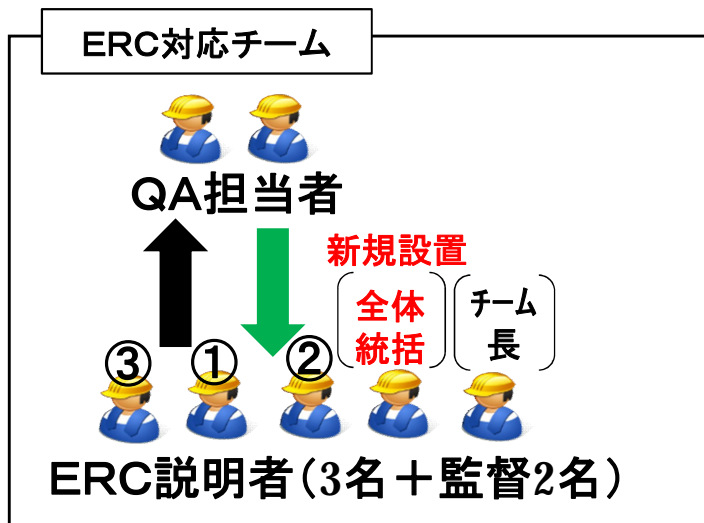 ERC対応チーム
QA担当者
新規設置
全体
統括
チーム
長
③ ① ②
ERC説明者(3名+監督2名)